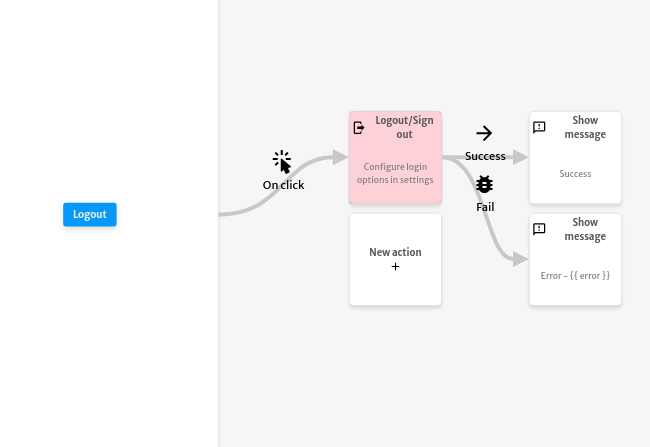 Logout
On click
Logout/Sign
out
Configure login
options in settings
New action
+
Success
Fail
Show
message
Success
Show
message
Error - {{ error }}